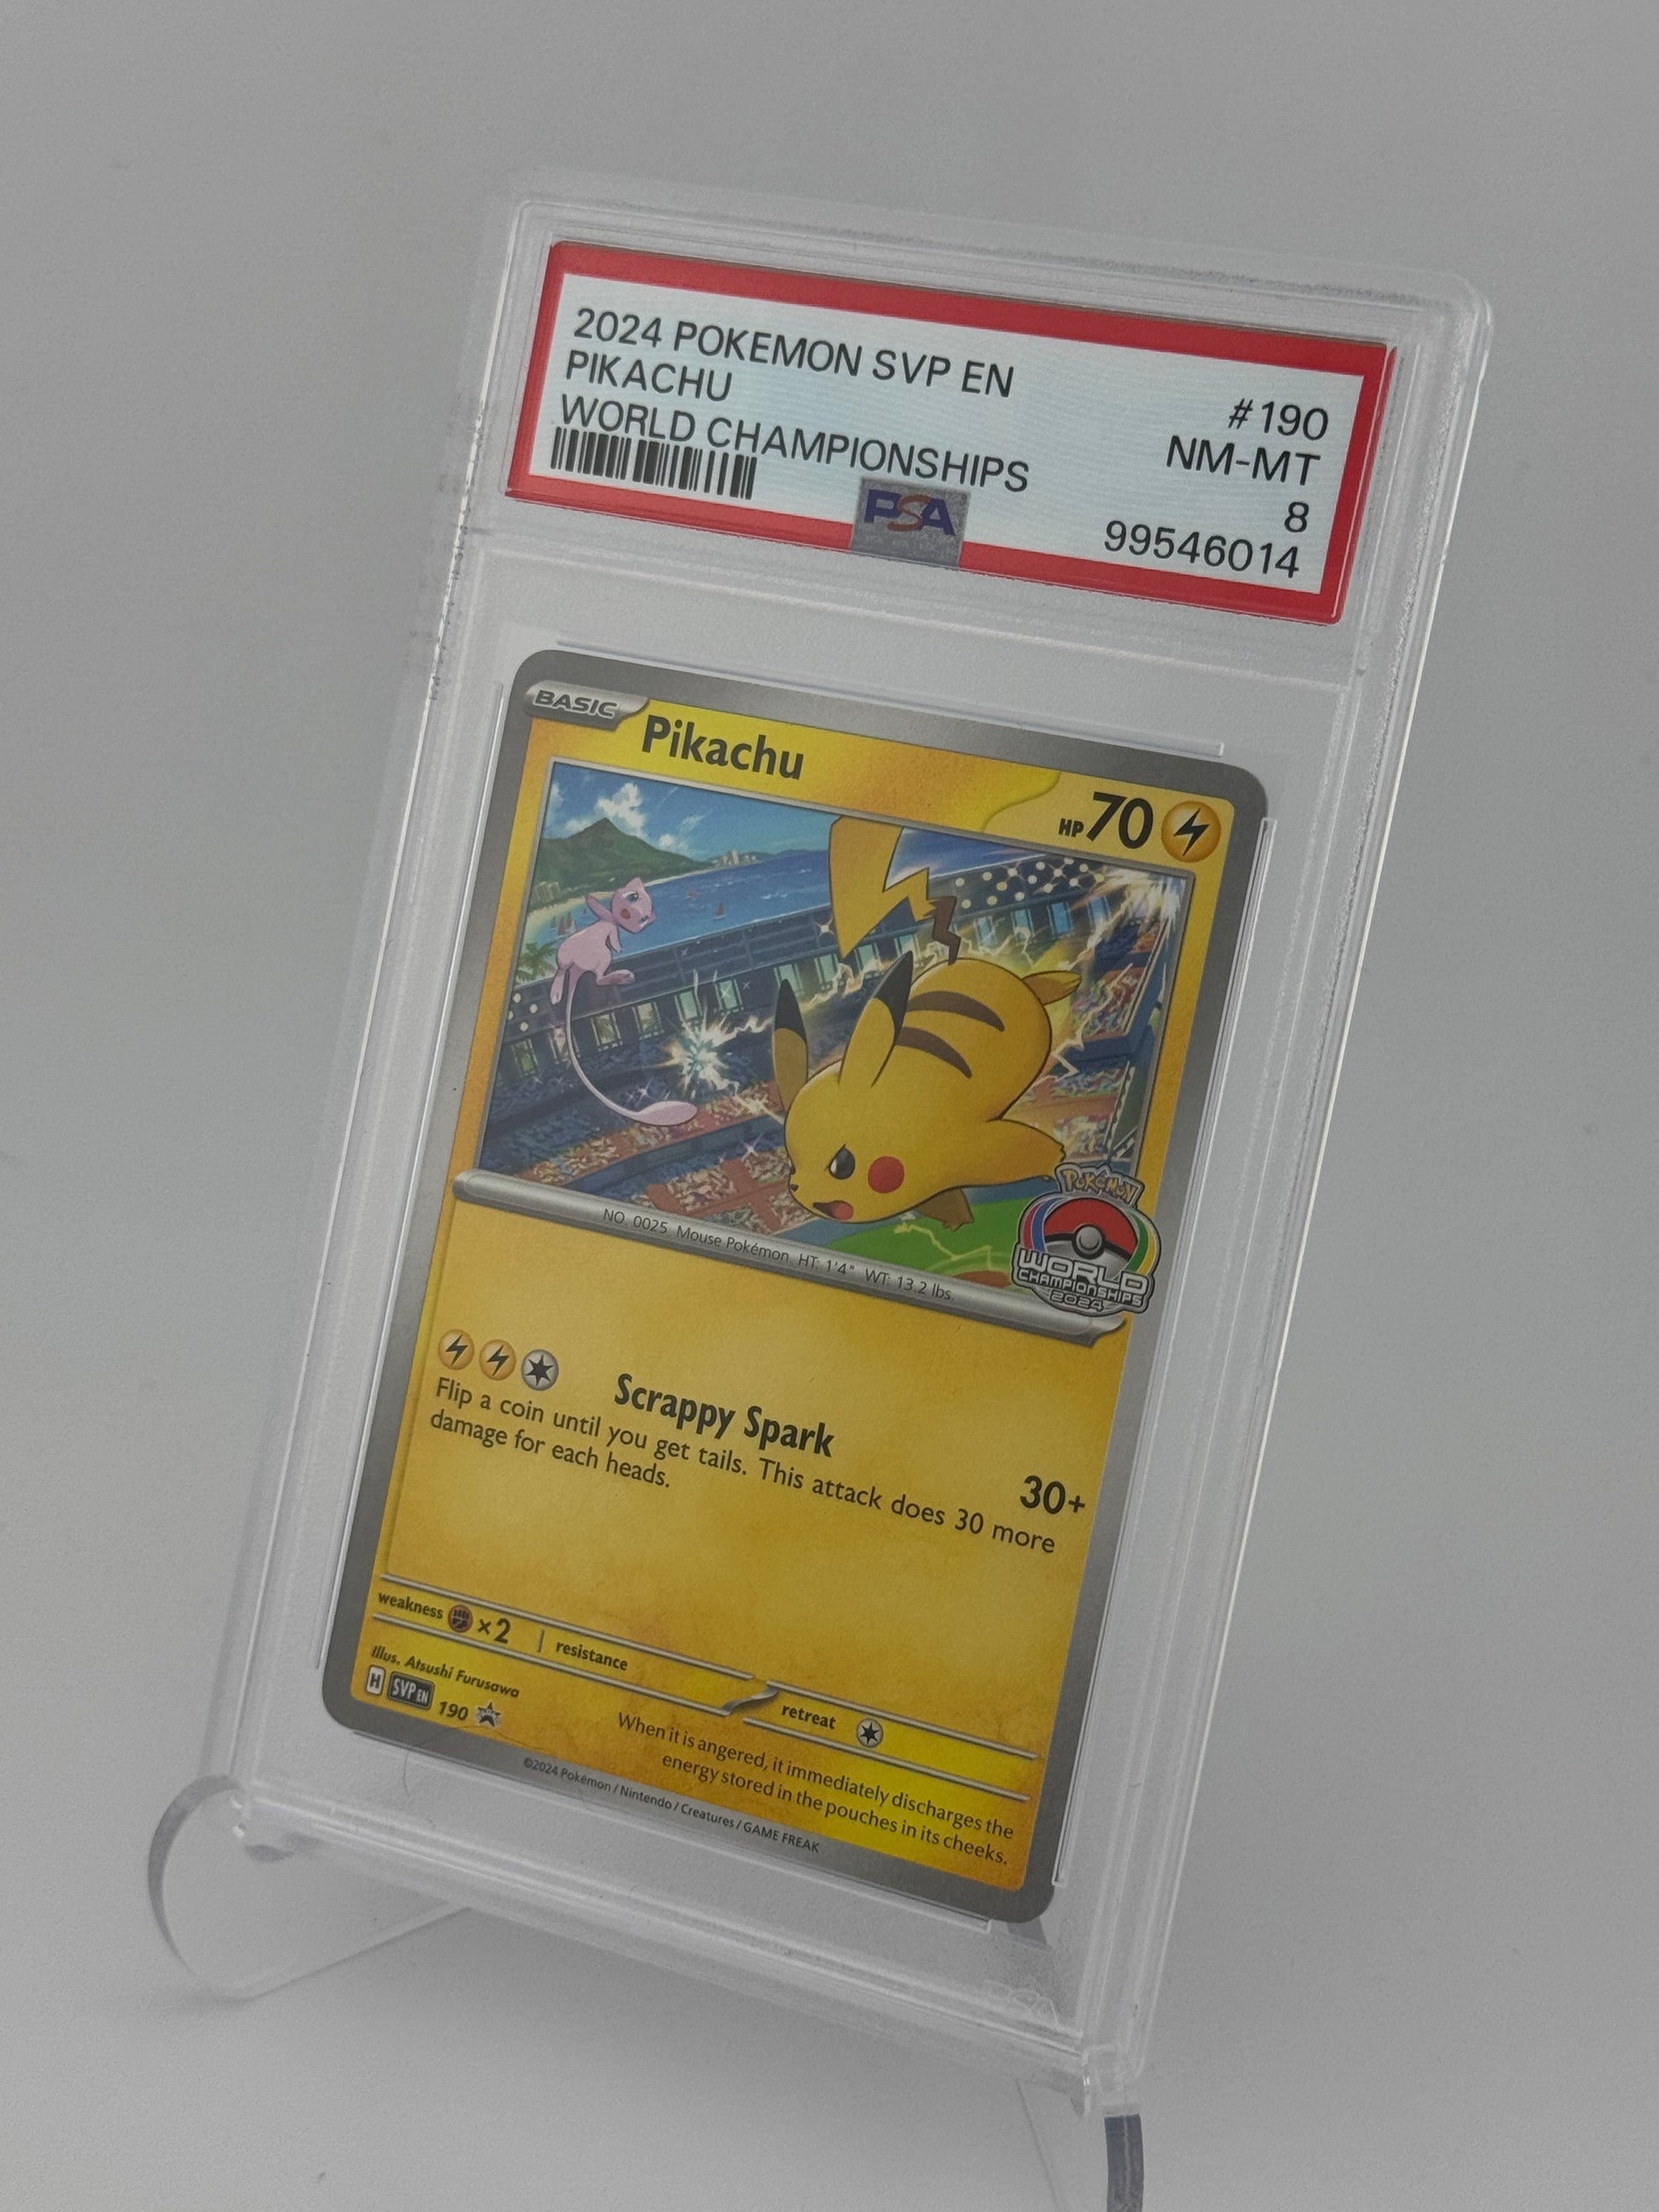 2024 POKEMON SVP EN
#190
PIKACHU
NM-MT
WORLD CHAMPIONSHIPS
8
PSA
99546014
BASIC
Pikachu
HP 70
NO. 0025 Mouse Pokémon HT: 1'4" WT: 13.2 lbs.
POKéMON
WORLD
CHAMPIONSHIPS
2024
Scrappy Spark
30+
Flip a coin until you get tails. This attack does 30 more
damage for each heads.
weakness ×2 resistance
retreat
Illus. Atsushi Furusawa
H SVP EN 190
When it is angered, it immediately discharges the
energy stored in the pouches in its cheeks.
©2024 Pokémon / Nintendo / Creatures / GAME FREAK
PSA